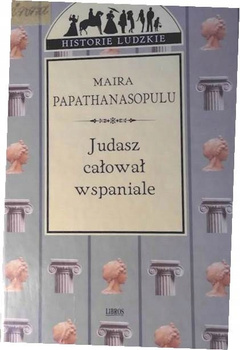 HISTORIE LUDZKIE
MAIRA
PAPATHANASOPULU
Judasz
całował
wspaniale
LIBROS